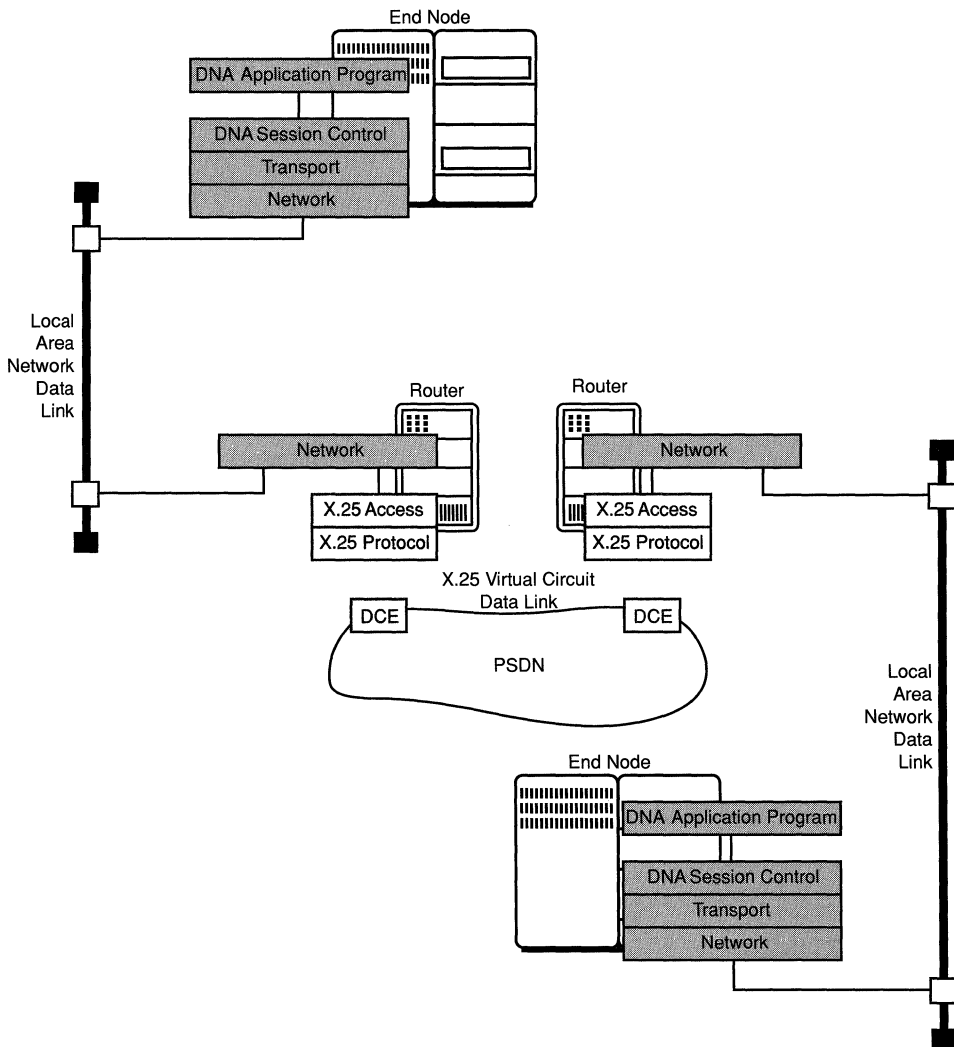 End Node
DNA Application Program
DNA Session Control
Transport
Network
Local
Area
Network
Data
Link
Router
Router
Network
Network
X.25 Access
X.25 Protocol
X.25 Access
X.25 Protocol
X.25 Virtual Circuit
Data Link
DCE
DCE
PSDN
Local
Area
Network
Data
Link
End Node
DNA Application Program
DNA Session Control
Transport
Network